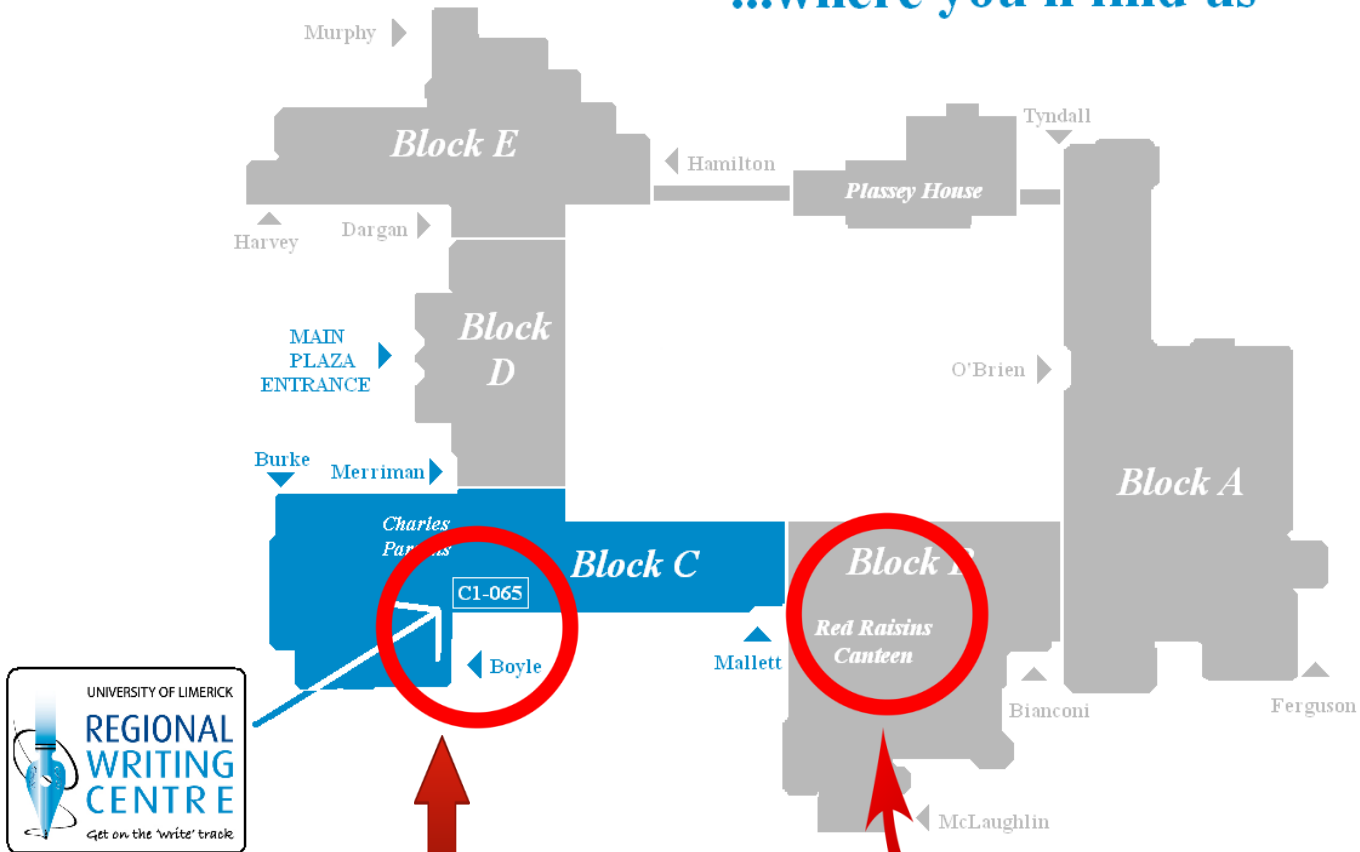 ...where you'll find us
Murphy
Tyndall
Block E
Hamilton
Plassey House
Dargan
Harvey
Block
D
MAIN
PLAZA
ENTRANCE
O'Brien
Burke
Merriman
Block A
Charles
Parsons
Block C
Block B
C1-065
Red Raisins
Canteen
Boyle
Mallett
Bianconi
Ferguson
McLaughlin
UNIVERSITY OF LIMERICK
REGIONAL
WRITING
CENTRE
Get on the 'write' track